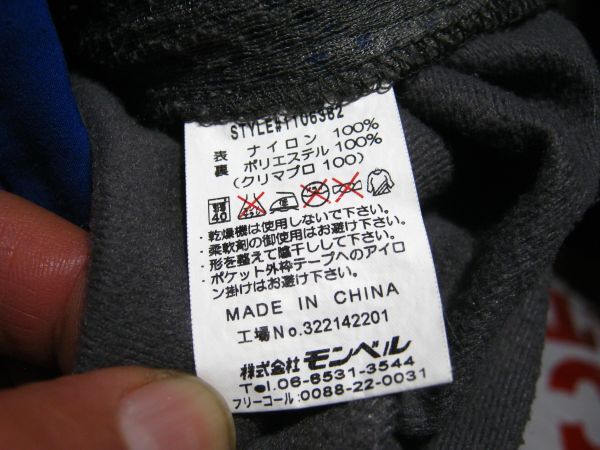 STYLE#1106362
表 ナイロン 100%
裏 ポリエステル 100%
(クリマプロ 100)
40
・乾燥機は使用しないで下さい。
・柔軟剤の御使用はお避け下さい。
・形を整えて陰干しして下さい。
・ポケット外枠テープへのアイロ
ン掛けはお避け下さい。
MADE IN CHINA
工場No.322142201
株式会社 モンベル
Tel.06-6531-3544
フリーコール:0088-22-0031